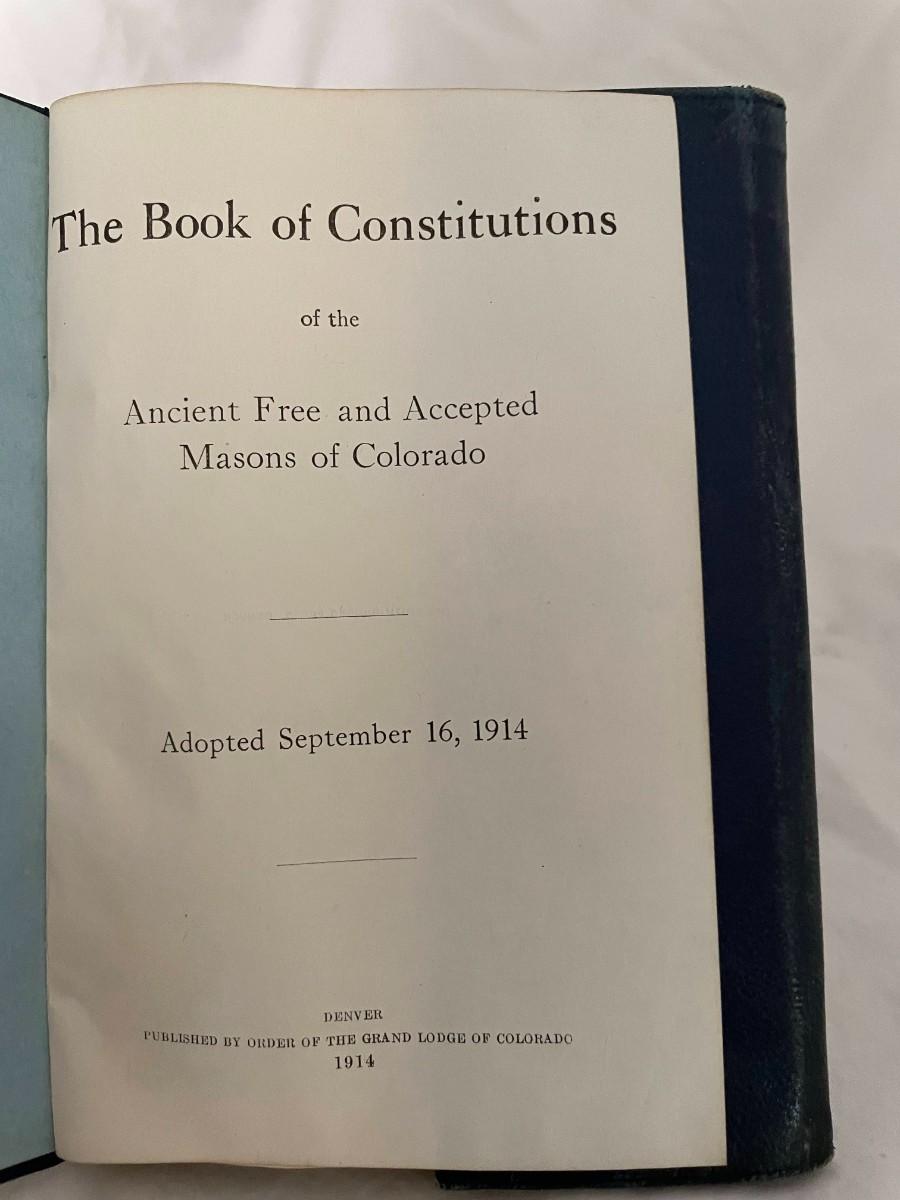 The Book of Constitutions
of the
Ancient Free and Accepted
Masons of Colorado
Adopted September 16, 1914
DENVER
PUBLISHED BY ORDER OF THE GRAND LODGE OF COLORADO
1914